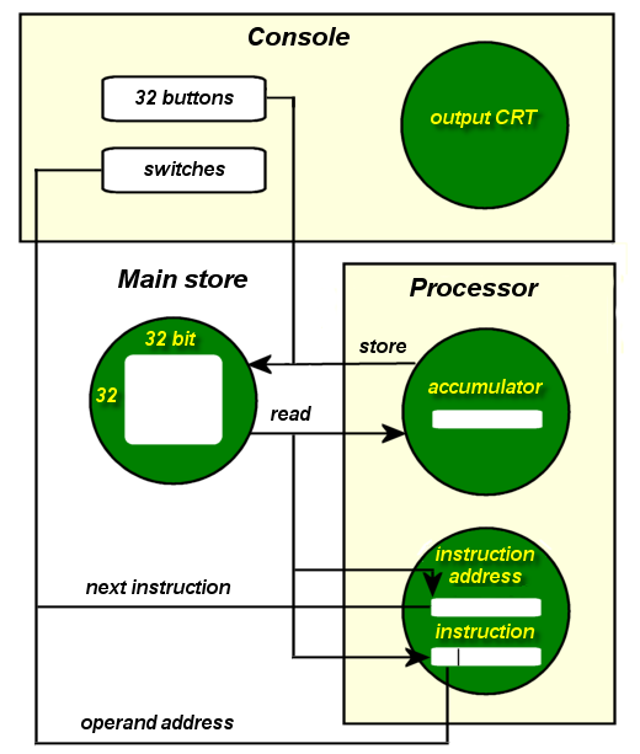 Console
32 buttons
output CRT
switches
Main store
Processor
32 bit
store
32
accumulator
read
instruction
address
next instruction
instruction
operand address